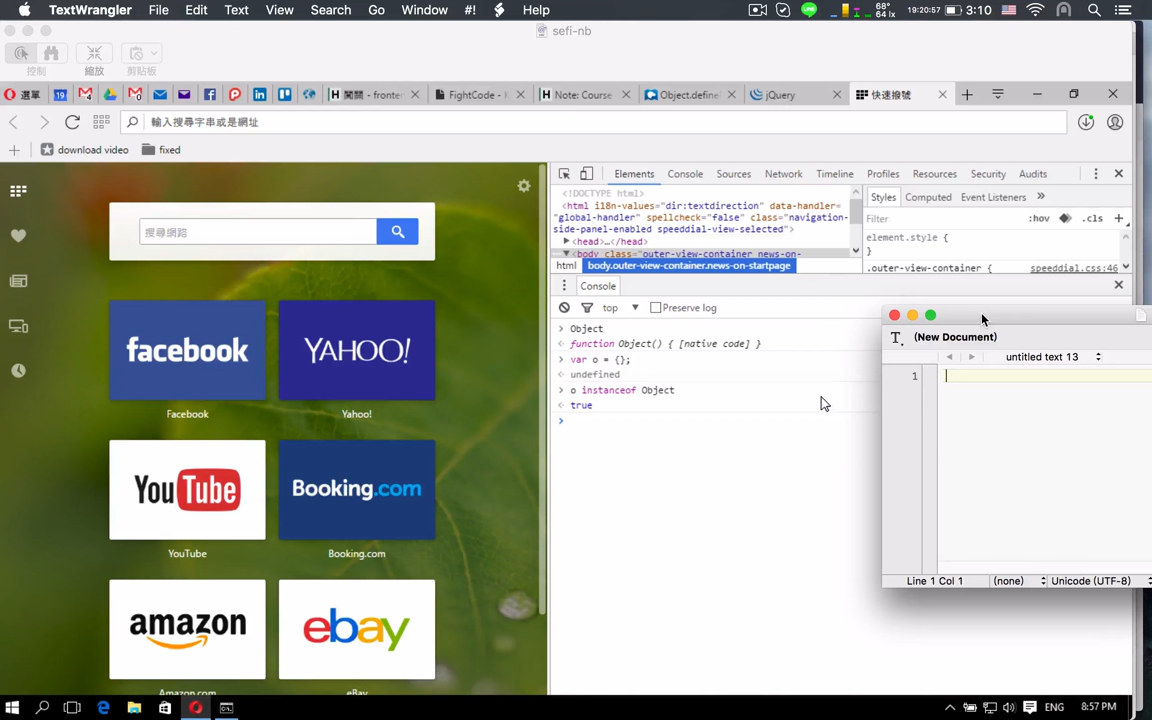 TextWrangler File Edit Text View Search Go Window #! Help 68° 64 lx 19:20:57 3:10
sefi-nb
控制 縮放 剪貼板
選單 19 4 0 闖關 - fronter FightCode - K Note: Course Object.define jQuery 快速撥號
輸入搜尋字串或是網址
download video fixed
搜尋網路
facebook YAHOO!
Facebook Yahoo!
YouTube Booking.com
YouTube Booking.com
amazon ebay
Amazon.com eBay
Elements Console Sources Network Timeline Profiles Resources Security Audits
<!DOCTYPE html>
<html i18n-values="dir:textdirection" data-handler=
"global-handler" spellcheck="false" class="navigation-
side-panel-enabled speeddial-view-selected">
<head>…</head>
<body class="outer-view-container news-on-
html body.outer-view-container.news-on-startpage
Styles Computed Event Listeners »
Filter :hov .cls +
element.style {
}
.outer-view-container { speeddial.css:46
Console
top Preserve log
> Object
< function Object() { [native code] }
> var o = {};
< undefined
> o instanceof Object
< true
>
(New Document)
untitled text 13
1
Line 1 Col 1 (none) Unicode (UTF-8)
ENG 8:57 PM